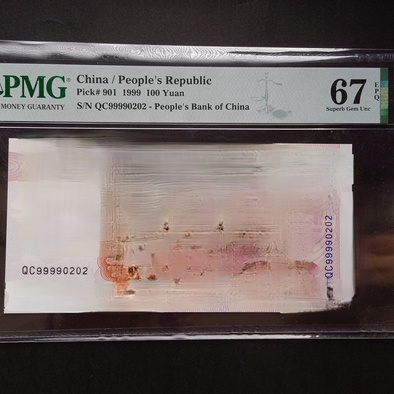 PMG
MONEY GUARANTY
China / People's Republic
Pick# 901 1999 100 Yuan
S/N QC99990202 - People's Bank of China
67
EPQ
Superb Gem Unc
QC99990202
QC99990202